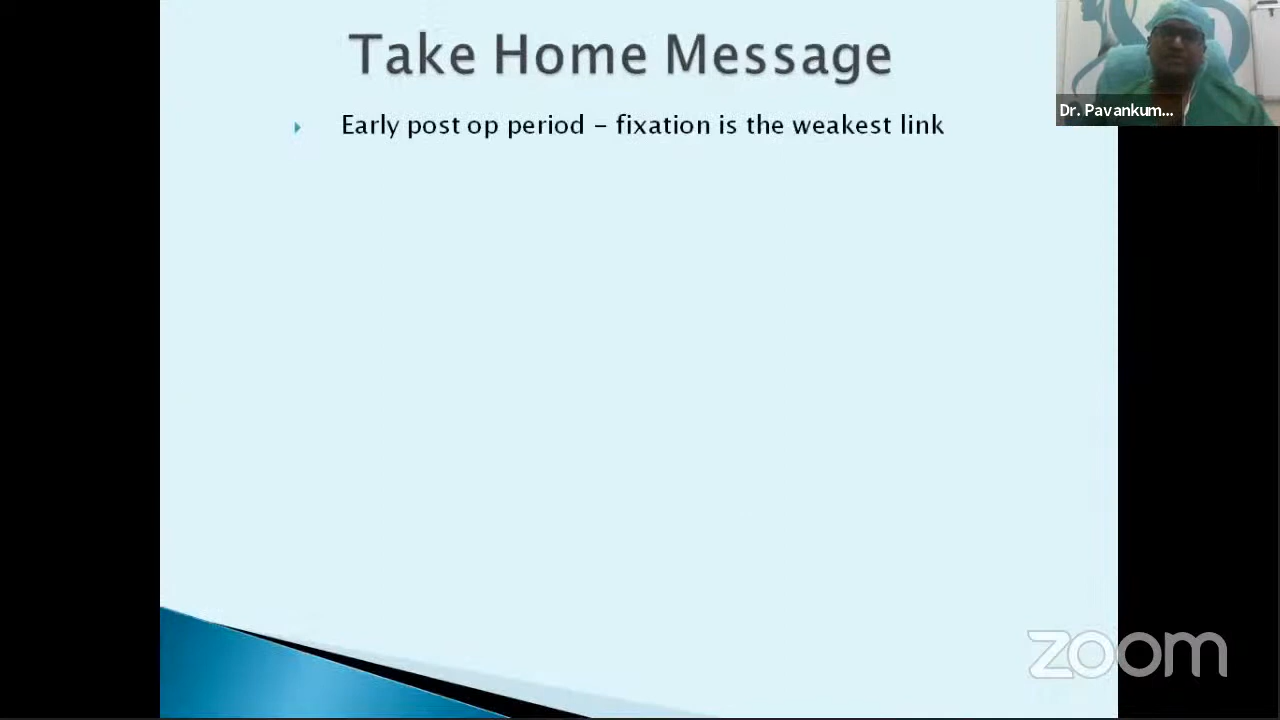 Take Home Message
Early post op period – fixation is the weakest link
Dr. Pavankum...
zoom